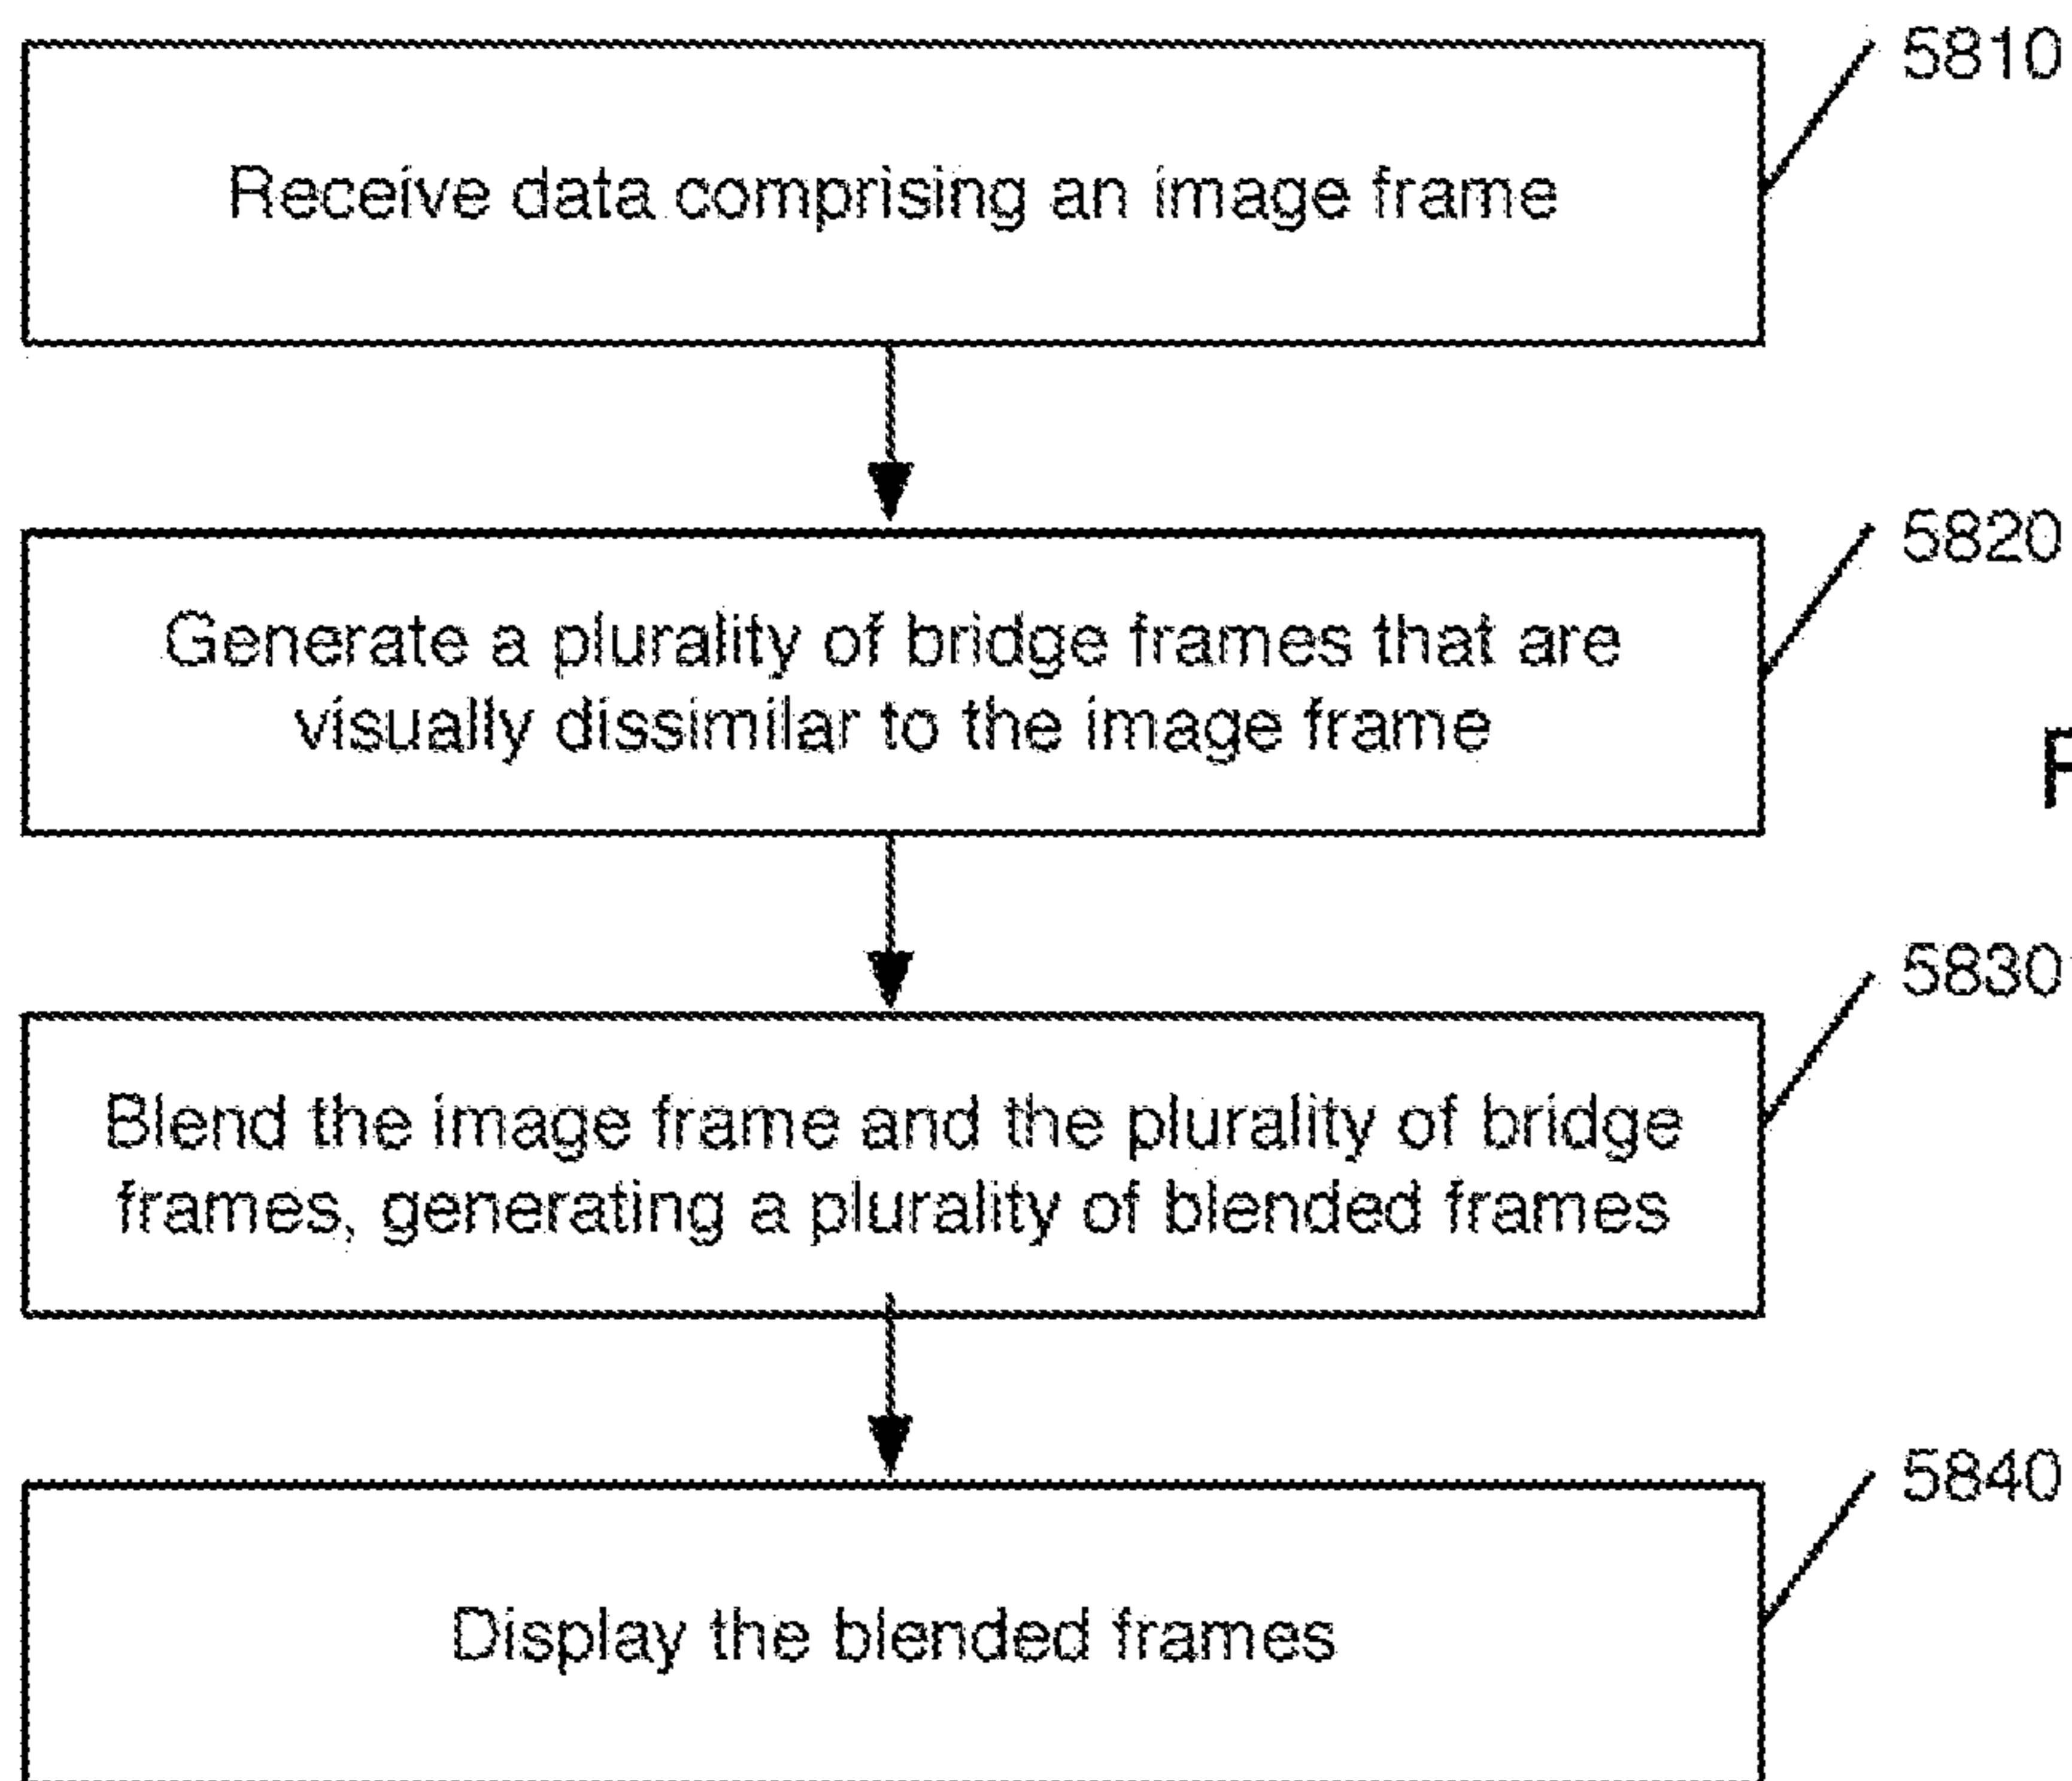 5810
Receive data comprising an image frame
5820
Generate a plurality of bridge frames that are
visually dissimilar to the image frame
5830
Blend the image frame and the plurality of bridge
frames, generating a plurality of blended frames
5840
Display the blended frames